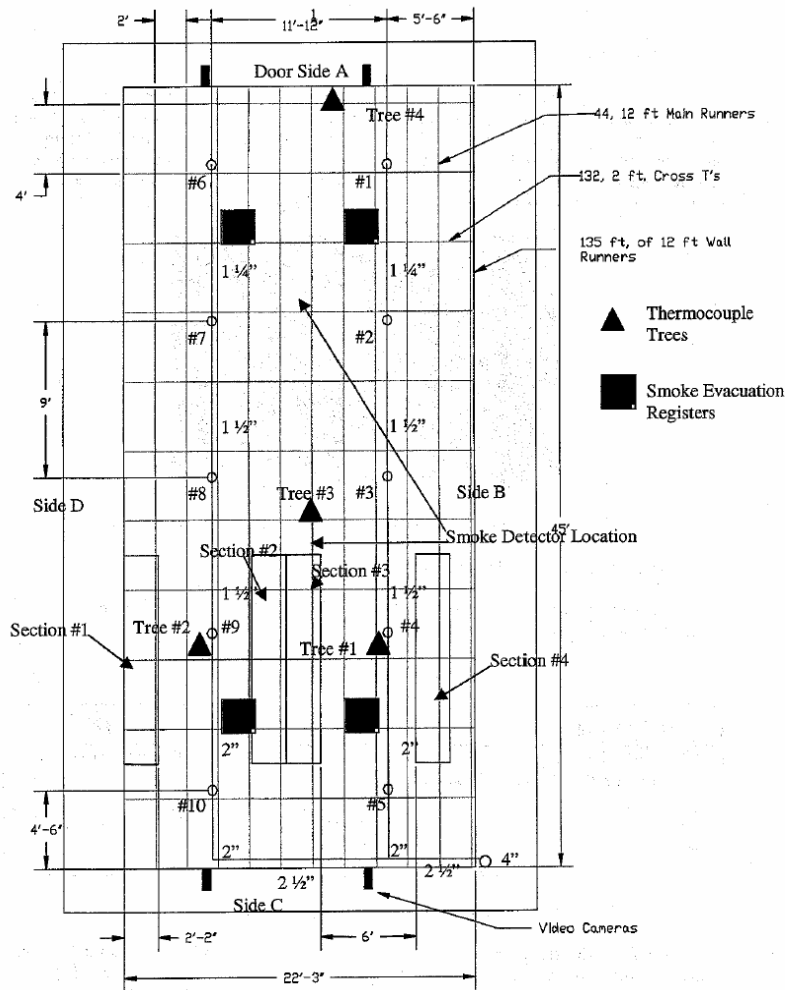 2'
11'-12"
1
5'-6"
Door Side A
Tree #4
44, 12 ft Main Runners
#6
#1
132, 2 ft. Cross T's
4'
135 ft, of 12 ft Wall
Runners
1 ¼"
1 ¼"
Thermocouple
Trees
#7
#2
Smoke Evacuation
Registers
9'
1 ½"
1 ½"
#8
Tree #3
#3
Side B
Side D
45'
Smoke Detector Location
Section #2
Section #3
1 ½"
1 ½"
Section #1
Tree #2
#9
#4
Tree #1
Section #4
2"
2"
#10
#5
4'-6"
2"
2"
4"
2 ½"
2 ½"
Side C
Video Cameras
2'-2"
6'
22'-3"